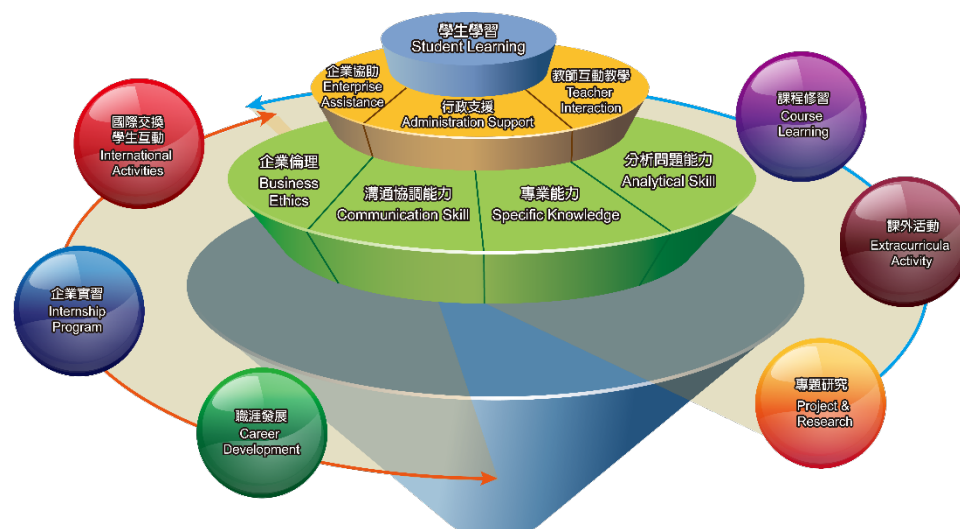 學生學習
Student Learning
企業協助
Enterprise
Assistance
行政支援
Administration Support
教師互動教學
Teacher
Interaction
企業倫理
Business
Ethics
溝通協調能力
Communication Skill
專業能力
Specific Knowledge
分析問題能力
Analytical Skill
國際交換
學生互動
International
Activities
企業實習
Internship
Program
職涯發展
Career
Development
課程修習
Course
Learning
課外活動
Extracurricula
Activity
專題研究
Project &
Research